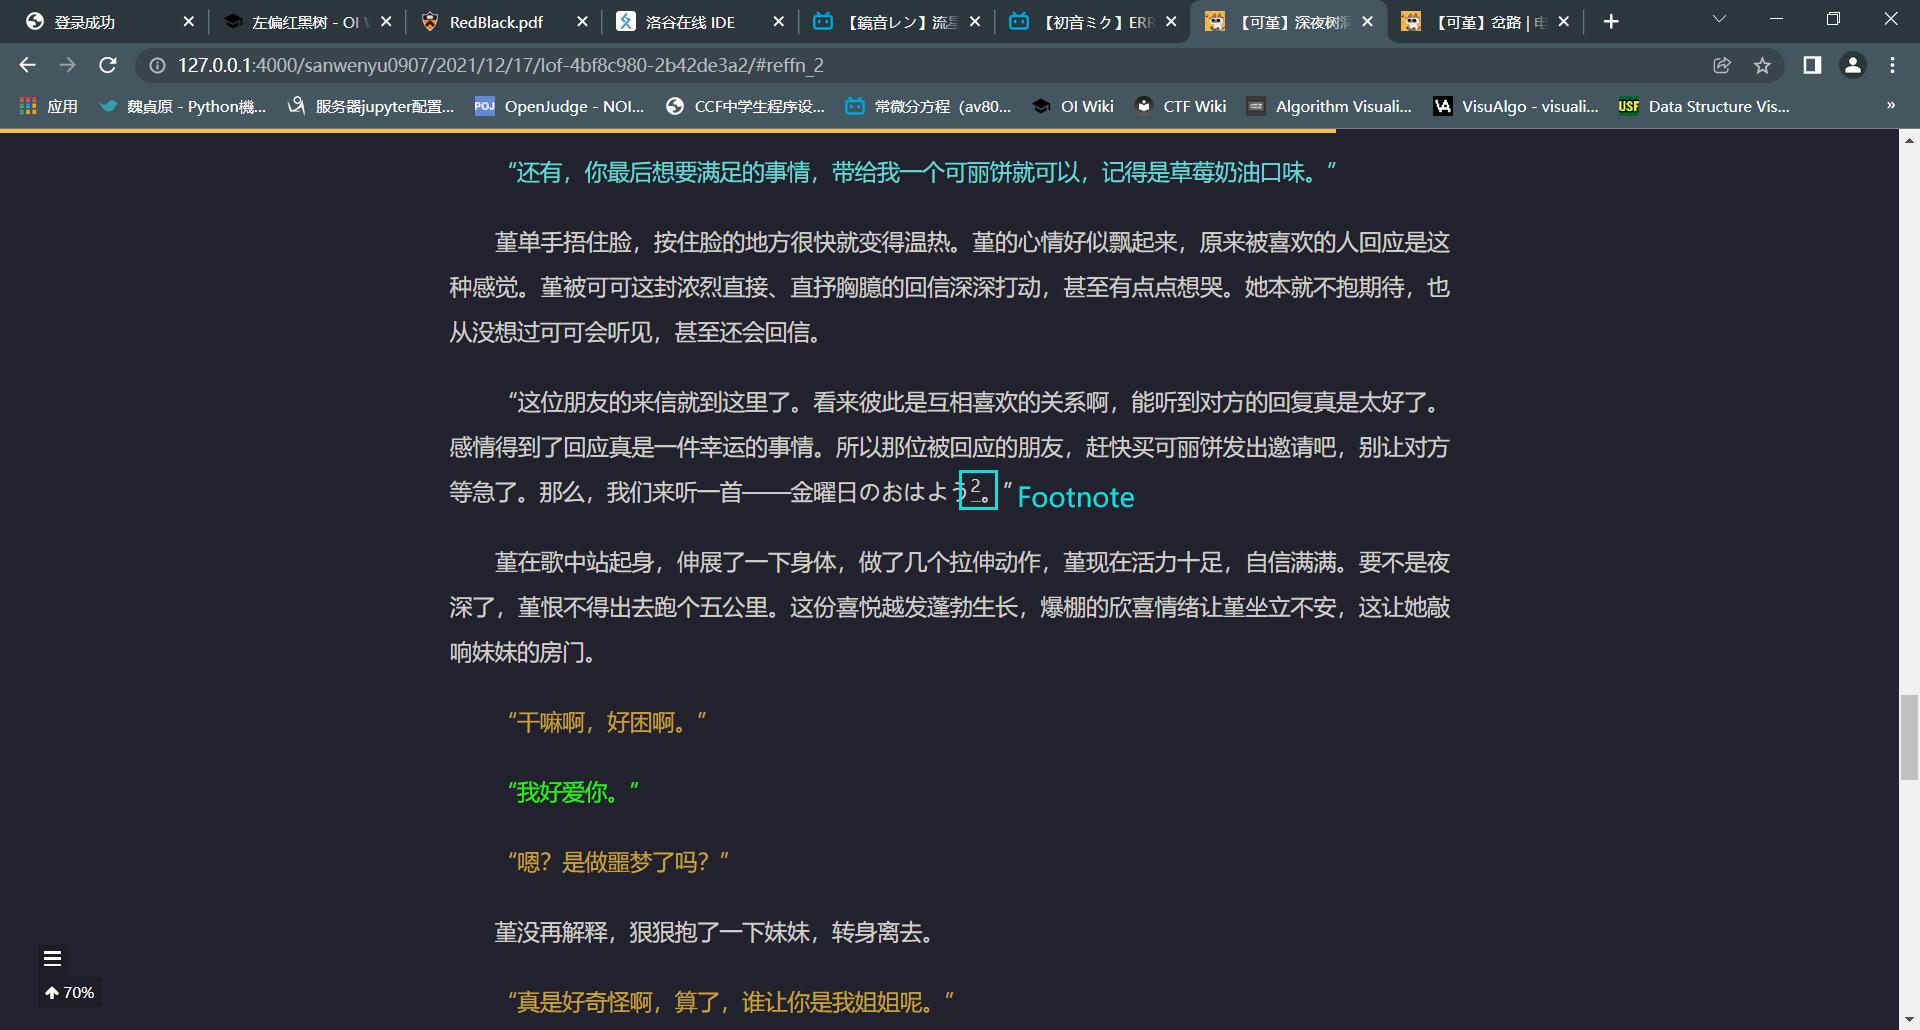 登录成功
左偏红黑树 - OI
RedBlack.pdf
洛谷在线 IDE
【鏡音レン】流星
【初音ミク】ERR
【可堇】深夜树洞
【可堇】岔路 | 电
127.0.0.1:4000/sanwenyu0907/2021/12/17/lof-4bf8c980-2b42de3a2/#reffn_2
应用
魏贞原 - Python機...
服务器jupyter配置...
POJ OpenJudge - NOI...
CCF中学生程序设...
常微分方程（av80...
OI Wiki
CTF Wiki
Algorithm Visuali...
VisuAlgo - visuali...
USF Data Structure Vis...
»
“还有，你最后想要满足的事情，带给我一个可丽饼就可以，记得是草莓奶油口味。”
堇单手捂住脸，按住脸的地方很快就变得温热。堇的心情好似飘起来，原来被喜欢的人回应是这
种感觉。堇被可可这封浓烈直接、直抒胸臆的回信深深打动，甚至有点点想哭。她本就不抱期待，也
从没想过可可会听见，甚至还会回信。
“这位朋友的来信就到这里了。看来彼此是互相喜欢的关系啊，能听到对方的回复真是太好了。
感情得到了回应真是一件幸运的事情。所以那位被回应的朋友，赶快买可丽饼发出邀请吧，别让对方
等急了。那么，我们来听一首——金曜日のおはよう2。” Footnote
堇在歌中站起身，伸展了一下身体，做了几个拉伸动作，堇现在活力十足，自信满满。要不是夜
深了，堇恨不得出去跑个五公里。这份喜悦越发蓬勃生长，爆棚的欣喜情绪让堇坐立不安，这让她敲
响妹妹的房门。
“干嘛啊，好困啊。”
“我好爱你。”
“嗯？是做噩梦了吗？”
堇没再解释，狠狠抱了一下妹妹，转身离去。
“真是好奇怪啊，算了，谁让你是我姐姐呢。”
70%